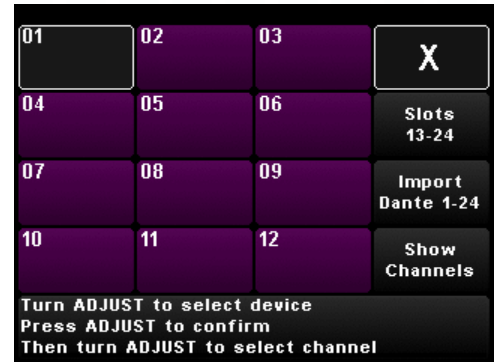 01
02
03
X
04
05
06
Slots
13-24
07
08
09
Import
Dante 1-24
10
11
12
Show
Channels
Turn ADJUST to select device
Press ADJUST to confirm
Then turn ADJUST to select channel